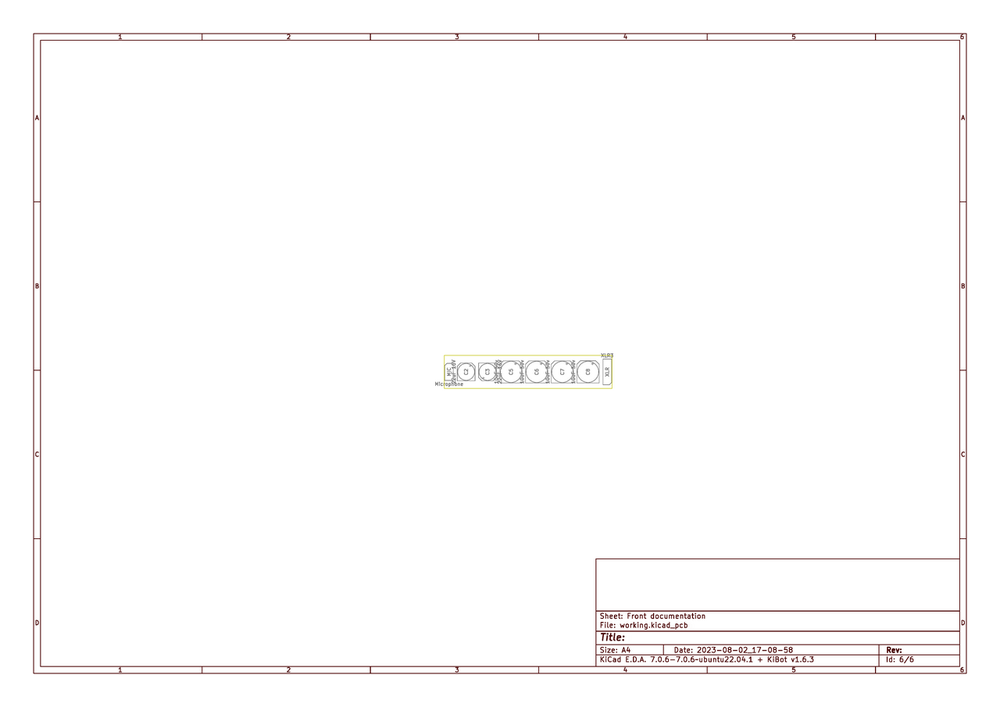 1 2 3 4 5 6
A A
B B
XLR3
MIC C2 C3 C5 C6 C7 C8 XLR
Microphone
C C
Sheet: Front documentation
File: working.kicad_pcb
D D
Title:
Size: A4 Date: 2023-08-02_17-08-58 Rev:
KiCad E.D.A. 7.0.6-7.0.6~ubuntu22.04.1 + KiBot v1.6.3 Id: 6/6
1 2 3 4 5 6